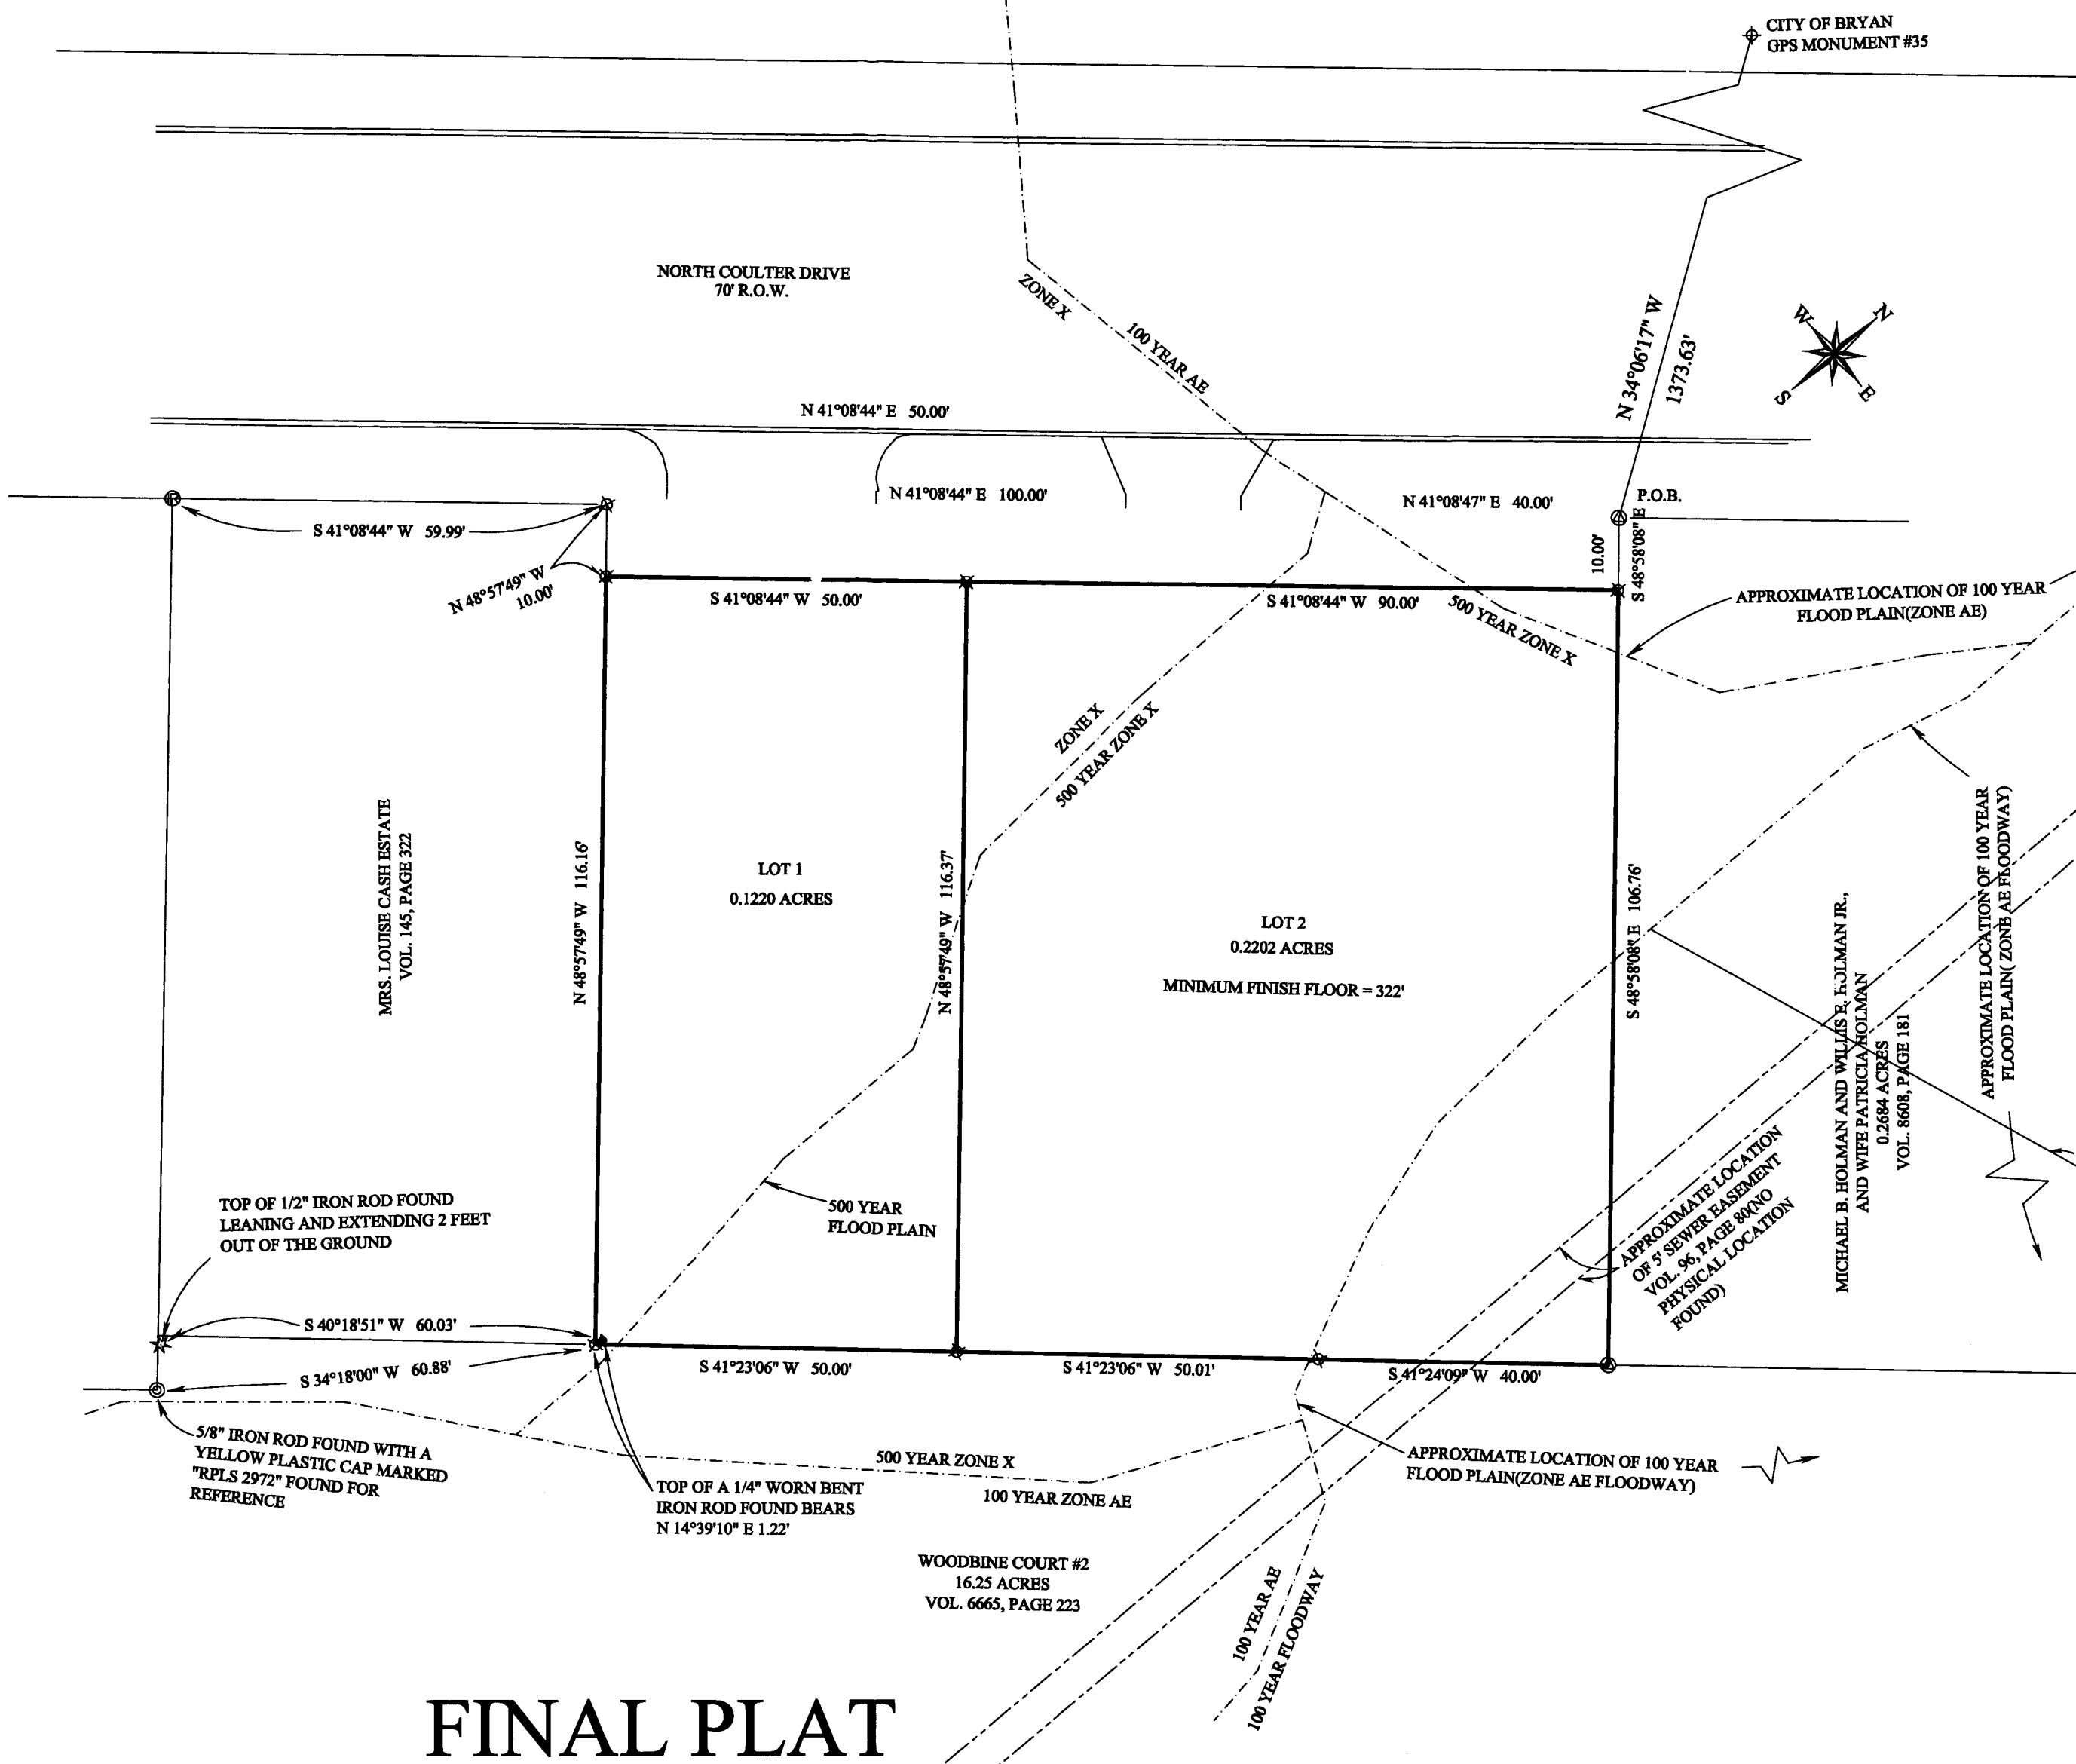 CITY OF BRYAN
GPS MONUMENT #35
NORTH COULTER DRIVE
70' R.O.W.
ZONE X
100 YEAR AE
N 34°06'17" W
1373.63'
W
N
S
E
N 41°08'44" E 50.00'
N 41°08'44" E 100.00'
N 41°08'47" E 40.00'
P.O.B.
S 41°08'44" W 59.99'
N 48°57'49" W
10.00'
10.00'
S 48°58'08" E
S 41°08'44" W 50.00'
S 41°08'44" W 90.00'
500 YEAR ZONE X
APPROXIMATE LOCATION OF 100 YEAR
FLOOD PLAIN(ZONE AE)
ZONE X
500 YEAR ZONE X
MRS. LOUISE CASH ESTATE
VOL. 145, PAGE 322
N 48°57'49" W 116.16'
LOT 1
0.1220 ACRES
N 48°57'49" W 116.37'
LOT 2
0.2202 ACRES
MINIMUM FINISH FLOOR = 322'
S 48°58'08" E 106.76'
MICHAEL B. HOLMAN AND WILLIS E. HOLMAN JR.,
AND WIFE PATRICIA HOLMAN
0.2684 ACRES
VOL. 8608, PAGE 181
APPROXIMATE LOCATION OF 100 YEAR
FLOOD PLAIN( ZONE AE FLOODWAY)
TOP OF 1/2" IRON ROD FOUND
LEANING AND EXTENDING 2 FEET
OUT OF THE GROUND
500 YEAR
FLOOD PLAIN
APPROXIMATE LOCATION
OF 5' SEWER EASEMENT
VOL. 96, PAGE 80(NO
PHYSICAL LOCATION
FOUND)
S 40°18'51" W 60.03'
S 34°18'00" W 60.88'
S 41°23'06" W 50.00'
S 41°23'06" W 50.01'
S 41°24'09" W 40.00'
5/8" IRON ROD FOUND WITH A
YELLOW PLASTIC CAP MARKED
"RPLS 2972" FOUND FOR
REFERENCE
500 YEAR ZONE X
100 YEAR ZONE AE
APPROXIMATE LOCATION OF 100 YEAR
FLOOD PLAIN(ZONE AE FLOODWAY)
TOP OF A 1/4" WORN BENT
IRON ROD FOUND BEARS
N 14°39'10" E 1.22'
WOODBINE COURT #2
16.25 ACRES
VOL. 6665, PAGE 223
100 YEAR AE
100 YEAR FLOODWAY
FINAL PLAT